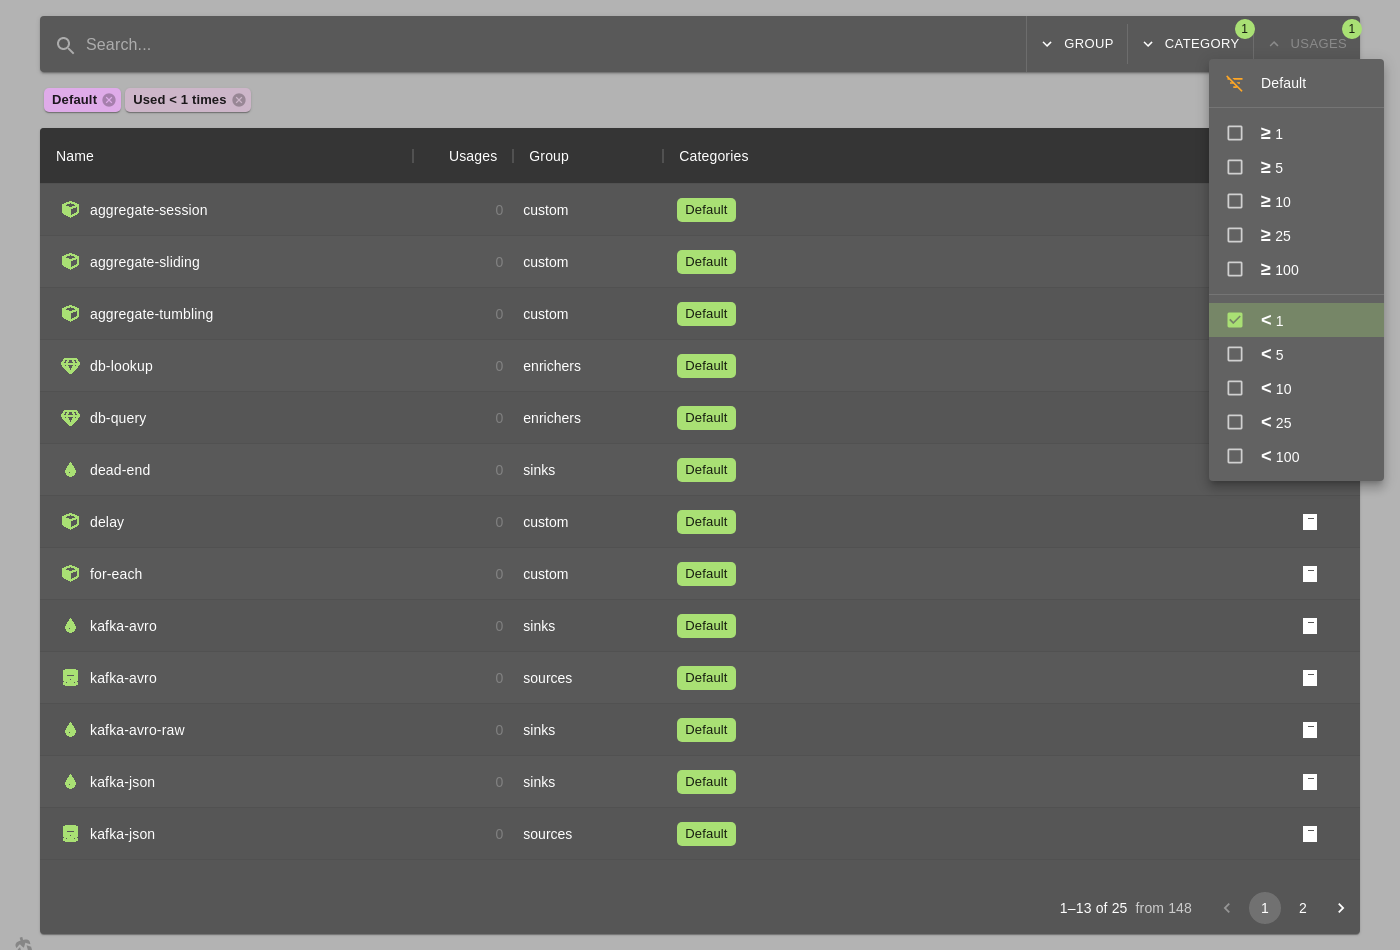 Search...
GROUP
CATEGORY
1
USAGES
1
Default
Used < 1 times
Default
≥ 1
≥ 5
≥ 10
≥ 25
≥ 100
< 1
< 5
< 10
< 25
< 100
Name Usages Group Categories
aggregate-session 0 custom Default
aggregate-sliding 0 custom Default
aggregate-tumbling 0 custom Default
db-lookup 0 enrichers Default
db-query 0 enrichers Default
dead-end 0 sinks Default
delay 0 custom Default
for-each 0 custom Default
kafka-avro 0 sinks Default
kafka-avro 0 sources Default
kafka-avro-raw 0 sinks Default
kafka-json 0 sinks Default
kafka-json 0 sources Default
1–13 of 25 from 148 1 2